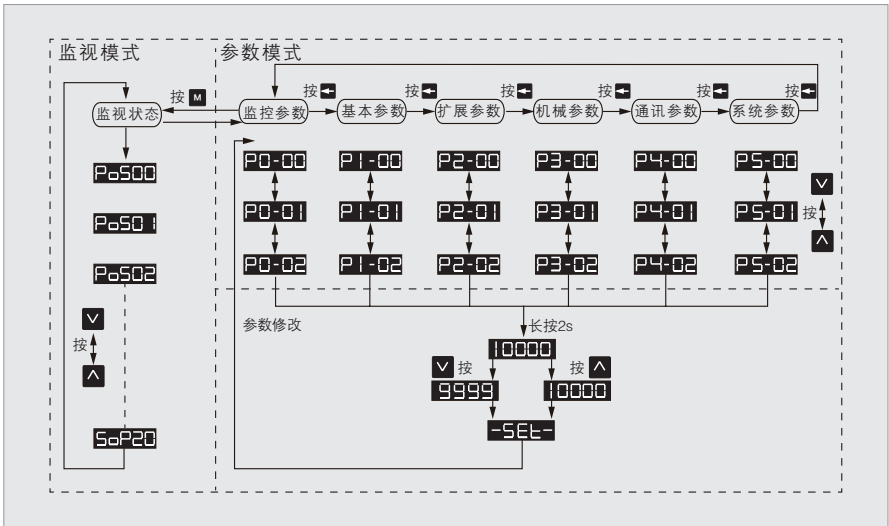 监视模式
参数模式
按 M
按
按
按
按
按
按
监视状态
监控参数
基本参数
扩展参数
机械参数
通讯参数
系统参数
PoS00
P0-00
P1-00
P2-00
P3-00
P4-00
P5-00
PoS01
P0-01
P1-01
P2-01
P3-01
P4-01
P5-01
按
PoS02
P0-02
P1-02
P2-02
P3-02
P4-02
P5-02
参数修改
长按2s
按
10000
按
按
9999
10000
SoP20
-SEt-